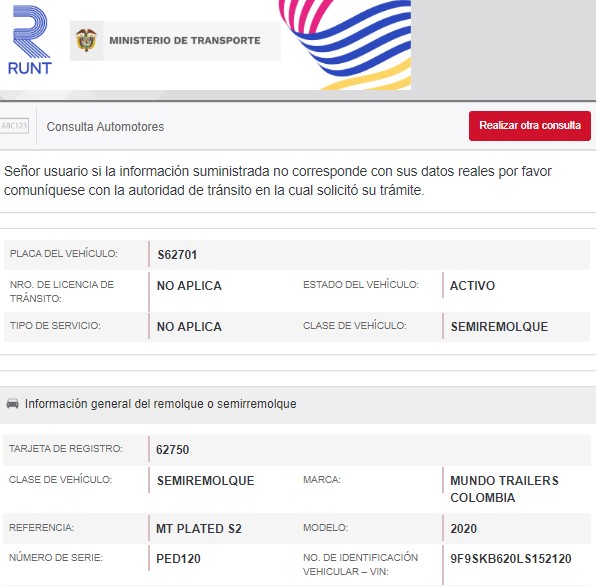 RUNT
MINISTERIO DE TRANSPORTE
ABC123
Consulta Automotores
Realizar otra consulta
Señor usuario si la información suministrada no corresponde con sus datos reales por favor
comuníquese con la autoridad de tránsito en la cual solicitó su trámite.
PLACA DEL VEHÍCULO: S62701
NRO. DE LICENCIA DE
TRÁNSITO: NO APLICA ESTADO DEL VEHÍCULO: ACTIVO
TIPO DE SERVICIO: NO APLICA CLASE DE VEHÍCULO: SEMIREMOLQUE
Información general del remolque o semirremolque
TARJETA DE REGISTRO: 62750
CLASE DE VEHÍCULO: SEMIREMOLQUE MARCA: MUNDO TRAILERS
COLOMBIA
REFERENCIA: MT PLATED S2 MODELO: 2020
NÚMERO DE SERIE: PED120 NO. DE IDENTIFICACIÓN
VEHICULAR – VIN: 9F9SKB620LS152120